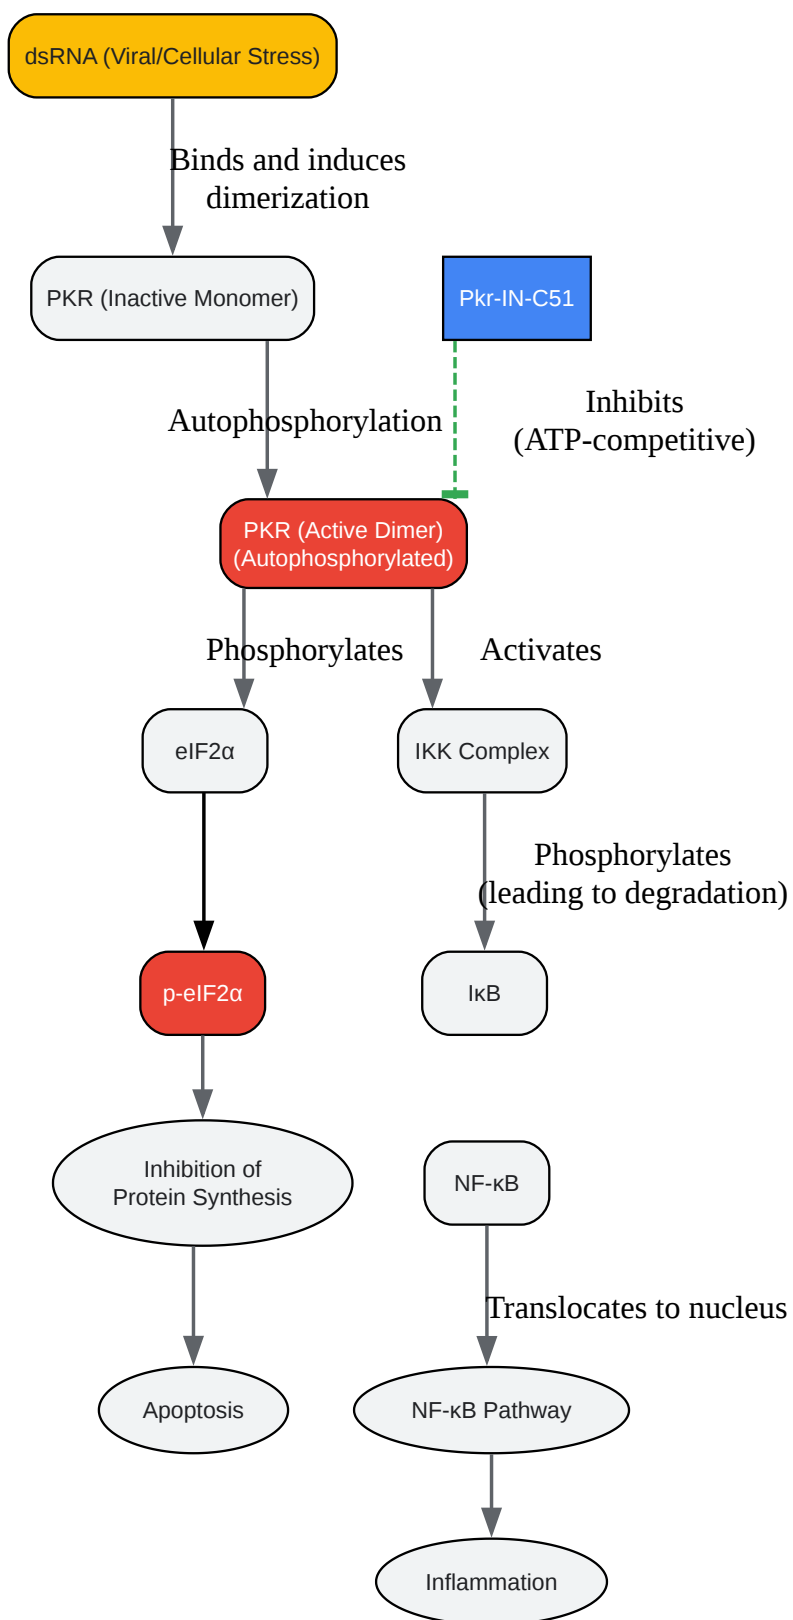 dsRNA (Viral/Cellular Stress)
Binds and induces
dimerization
PKR (Inactive Monomer)
Pkr-IN-C51
Autophosphorylation
Inhibits
(ATP-competitive)
PKR (Active Dimer)
(Autophosphorylated)
Phosphorylates
Activates
eIF2α
IKK Complex
Phosphorylates
(leading to degradation)
p-eIF2α
IκB
Inhibition of
Protein Synthesis
NF-κB
Translocates to nucleus
Apoptosis
NF-κB Pathway
Inflammation